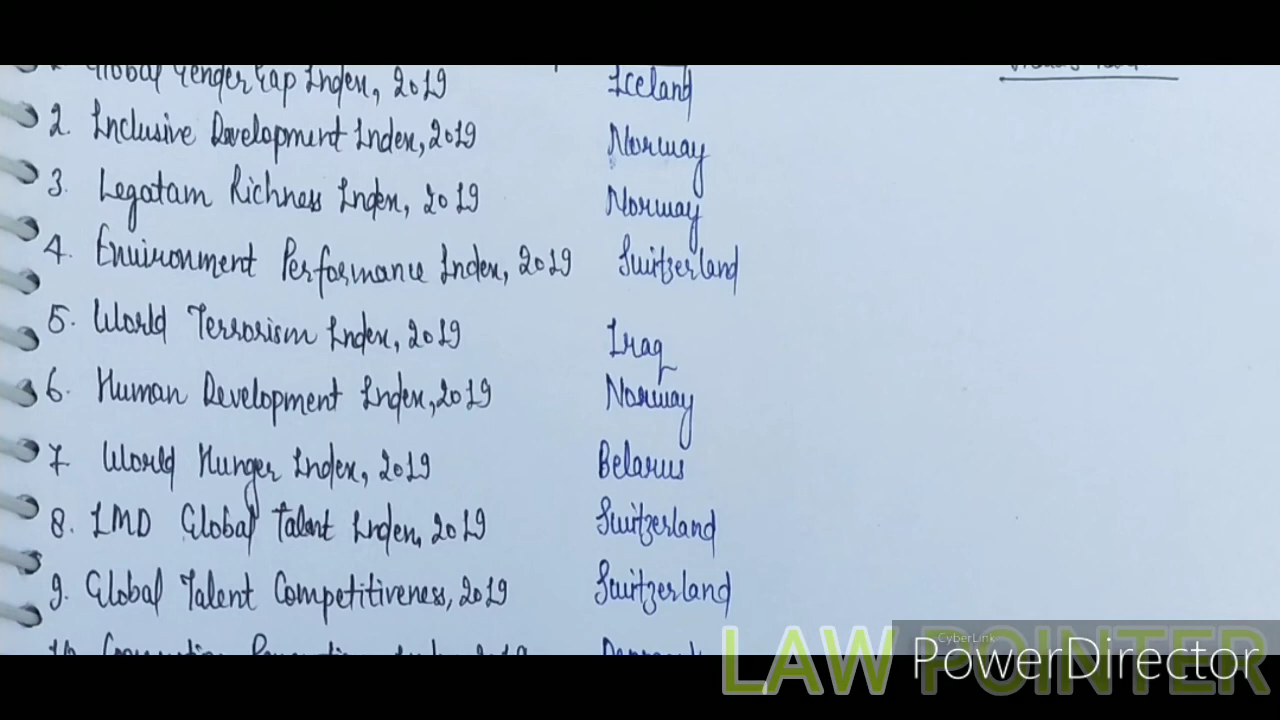 Global Gender Gap Index, 2019 Iceland
2. Inclusive Development Index, 2019 Norway
3. Legatam Richness Index, 2019 Norway
4. Environment Performance Index, 2019 Switzerland
5. World Terrorism Index, 2019 Iraq
6. Human Development Index, 2019 Norway
7 World Hunger Index, 2019 Belarus
8. IMD Global Talent Index, 2019 Switzerland
9. Global Talent Competitiveness, 2019 Switzerland
LAW POINTER
CyberLink
PowerDirector